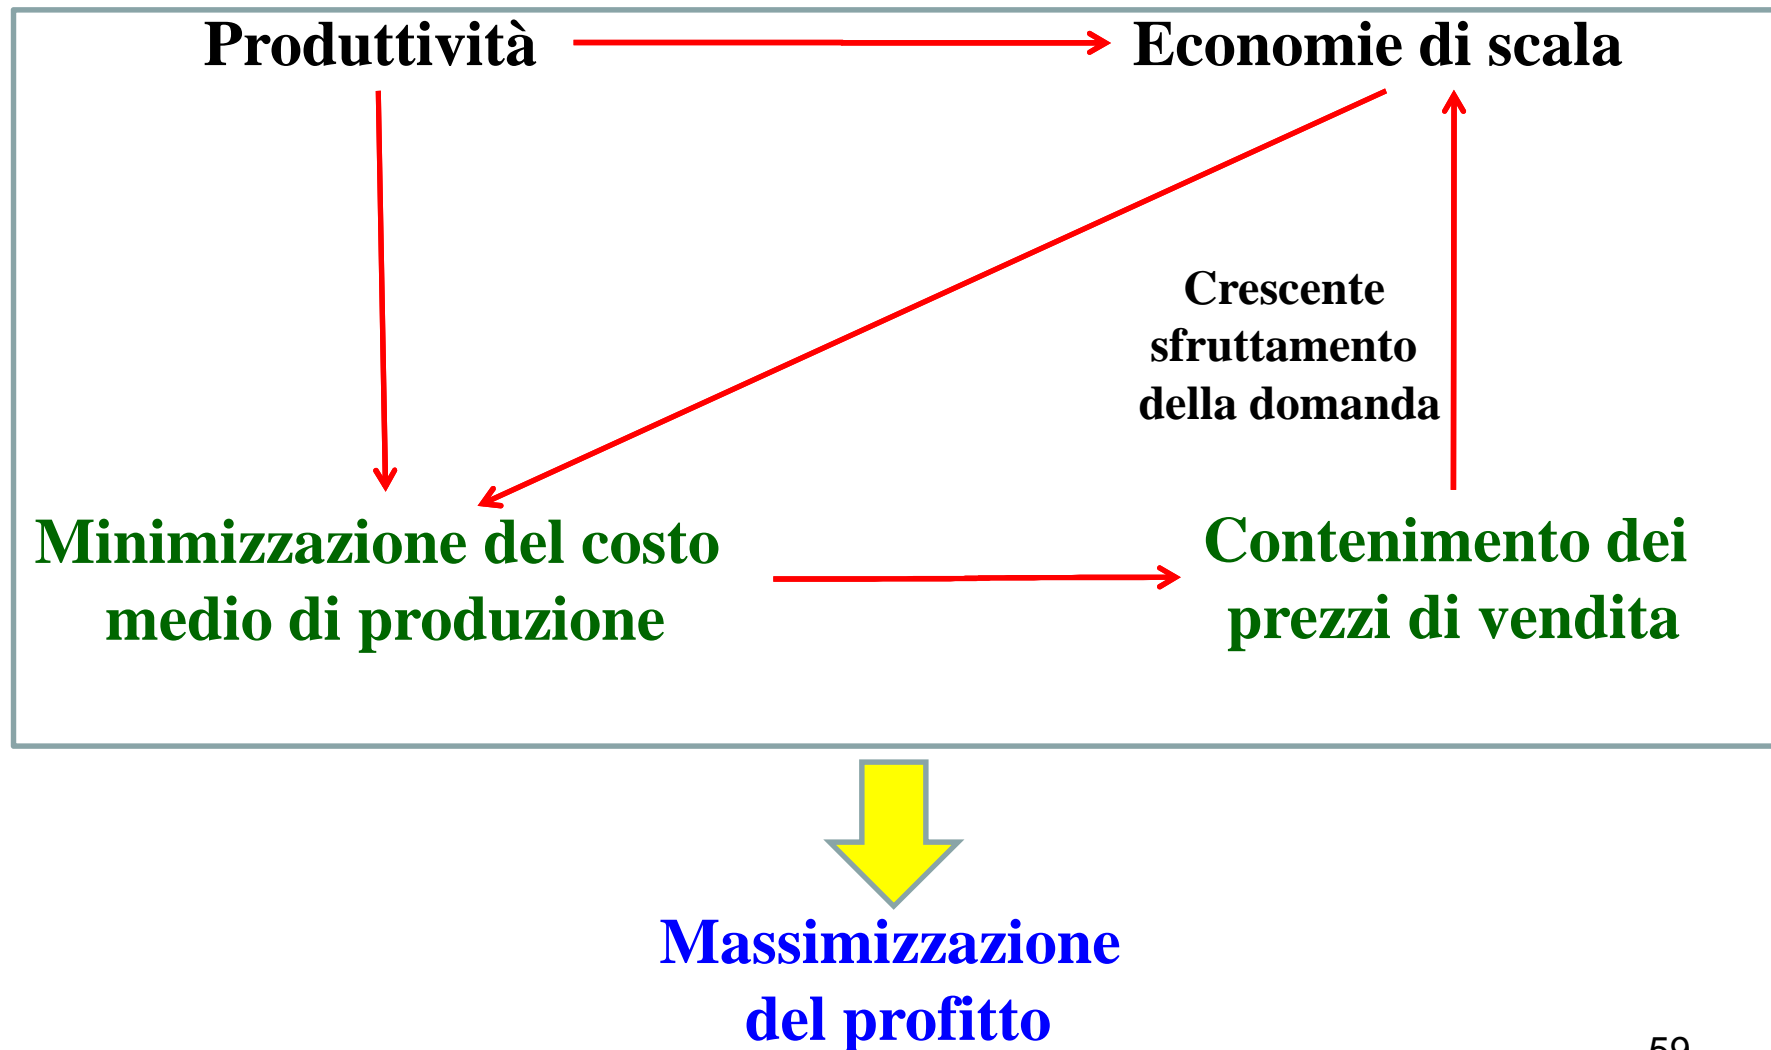 Produttività
Economie di scala
Crescente
sfruttamento
della domanda
Minimizzazione del costo
medio di produzione
Contenimento dei
prezzi di vendita
Massimizzazione
del profitto
59